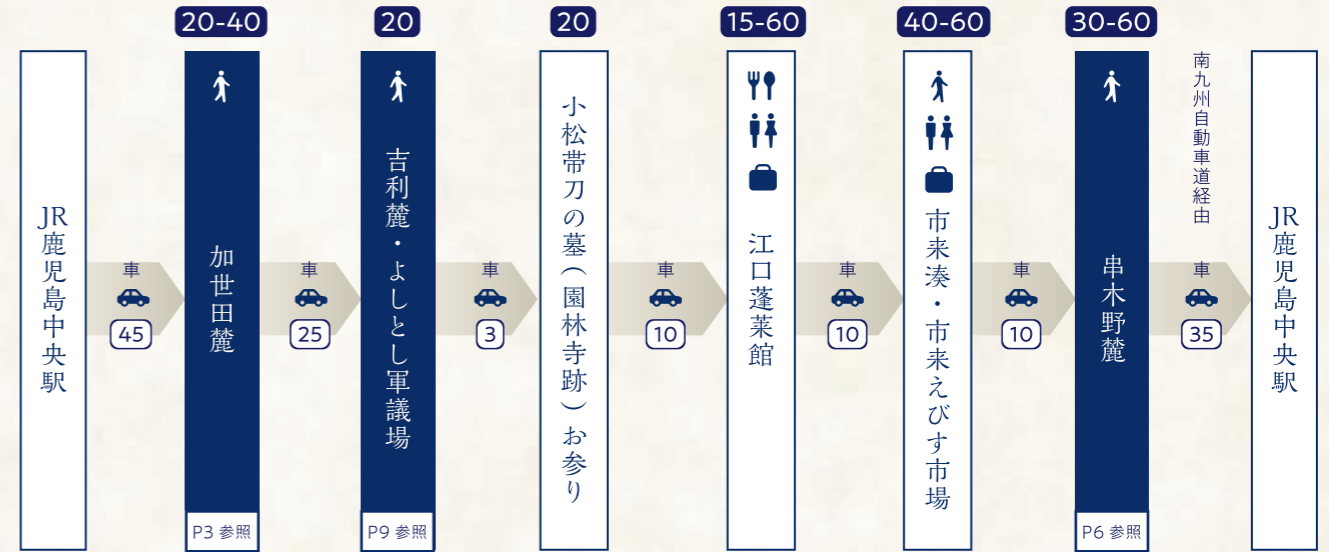 JR鹿児島中央駅
車
45
20-40
加世田麓
P3 参照
車
25
20
吉利麓・よしとし軍議場
P9 参照
車
3
20
小松帯刀の墓（園林寺跡）お参り
車
10
15-60
江口蓬莱館
車
10
40-60
市来湊・市来えびす市場
車
10
30-60
串木野麓
P6 参照
南九州自動車道経由
車
35
JR鹿児島中央駅